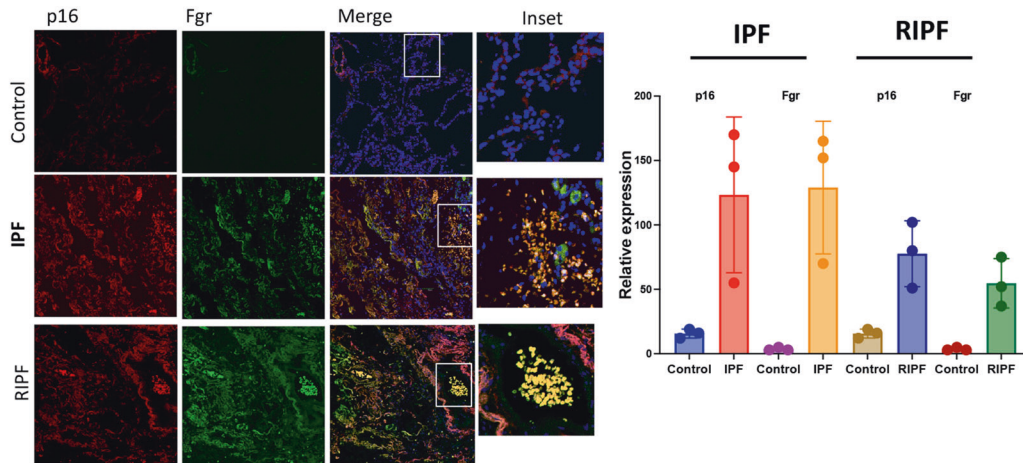 p16 Fgr Merge Inset
Control
IPF
RIPF
IPF RIPF
p16 Fgr p16 Fgr
Relative expression
200
150
100
50
0
Control IPF Control IPF Control RIPF Control RIPF